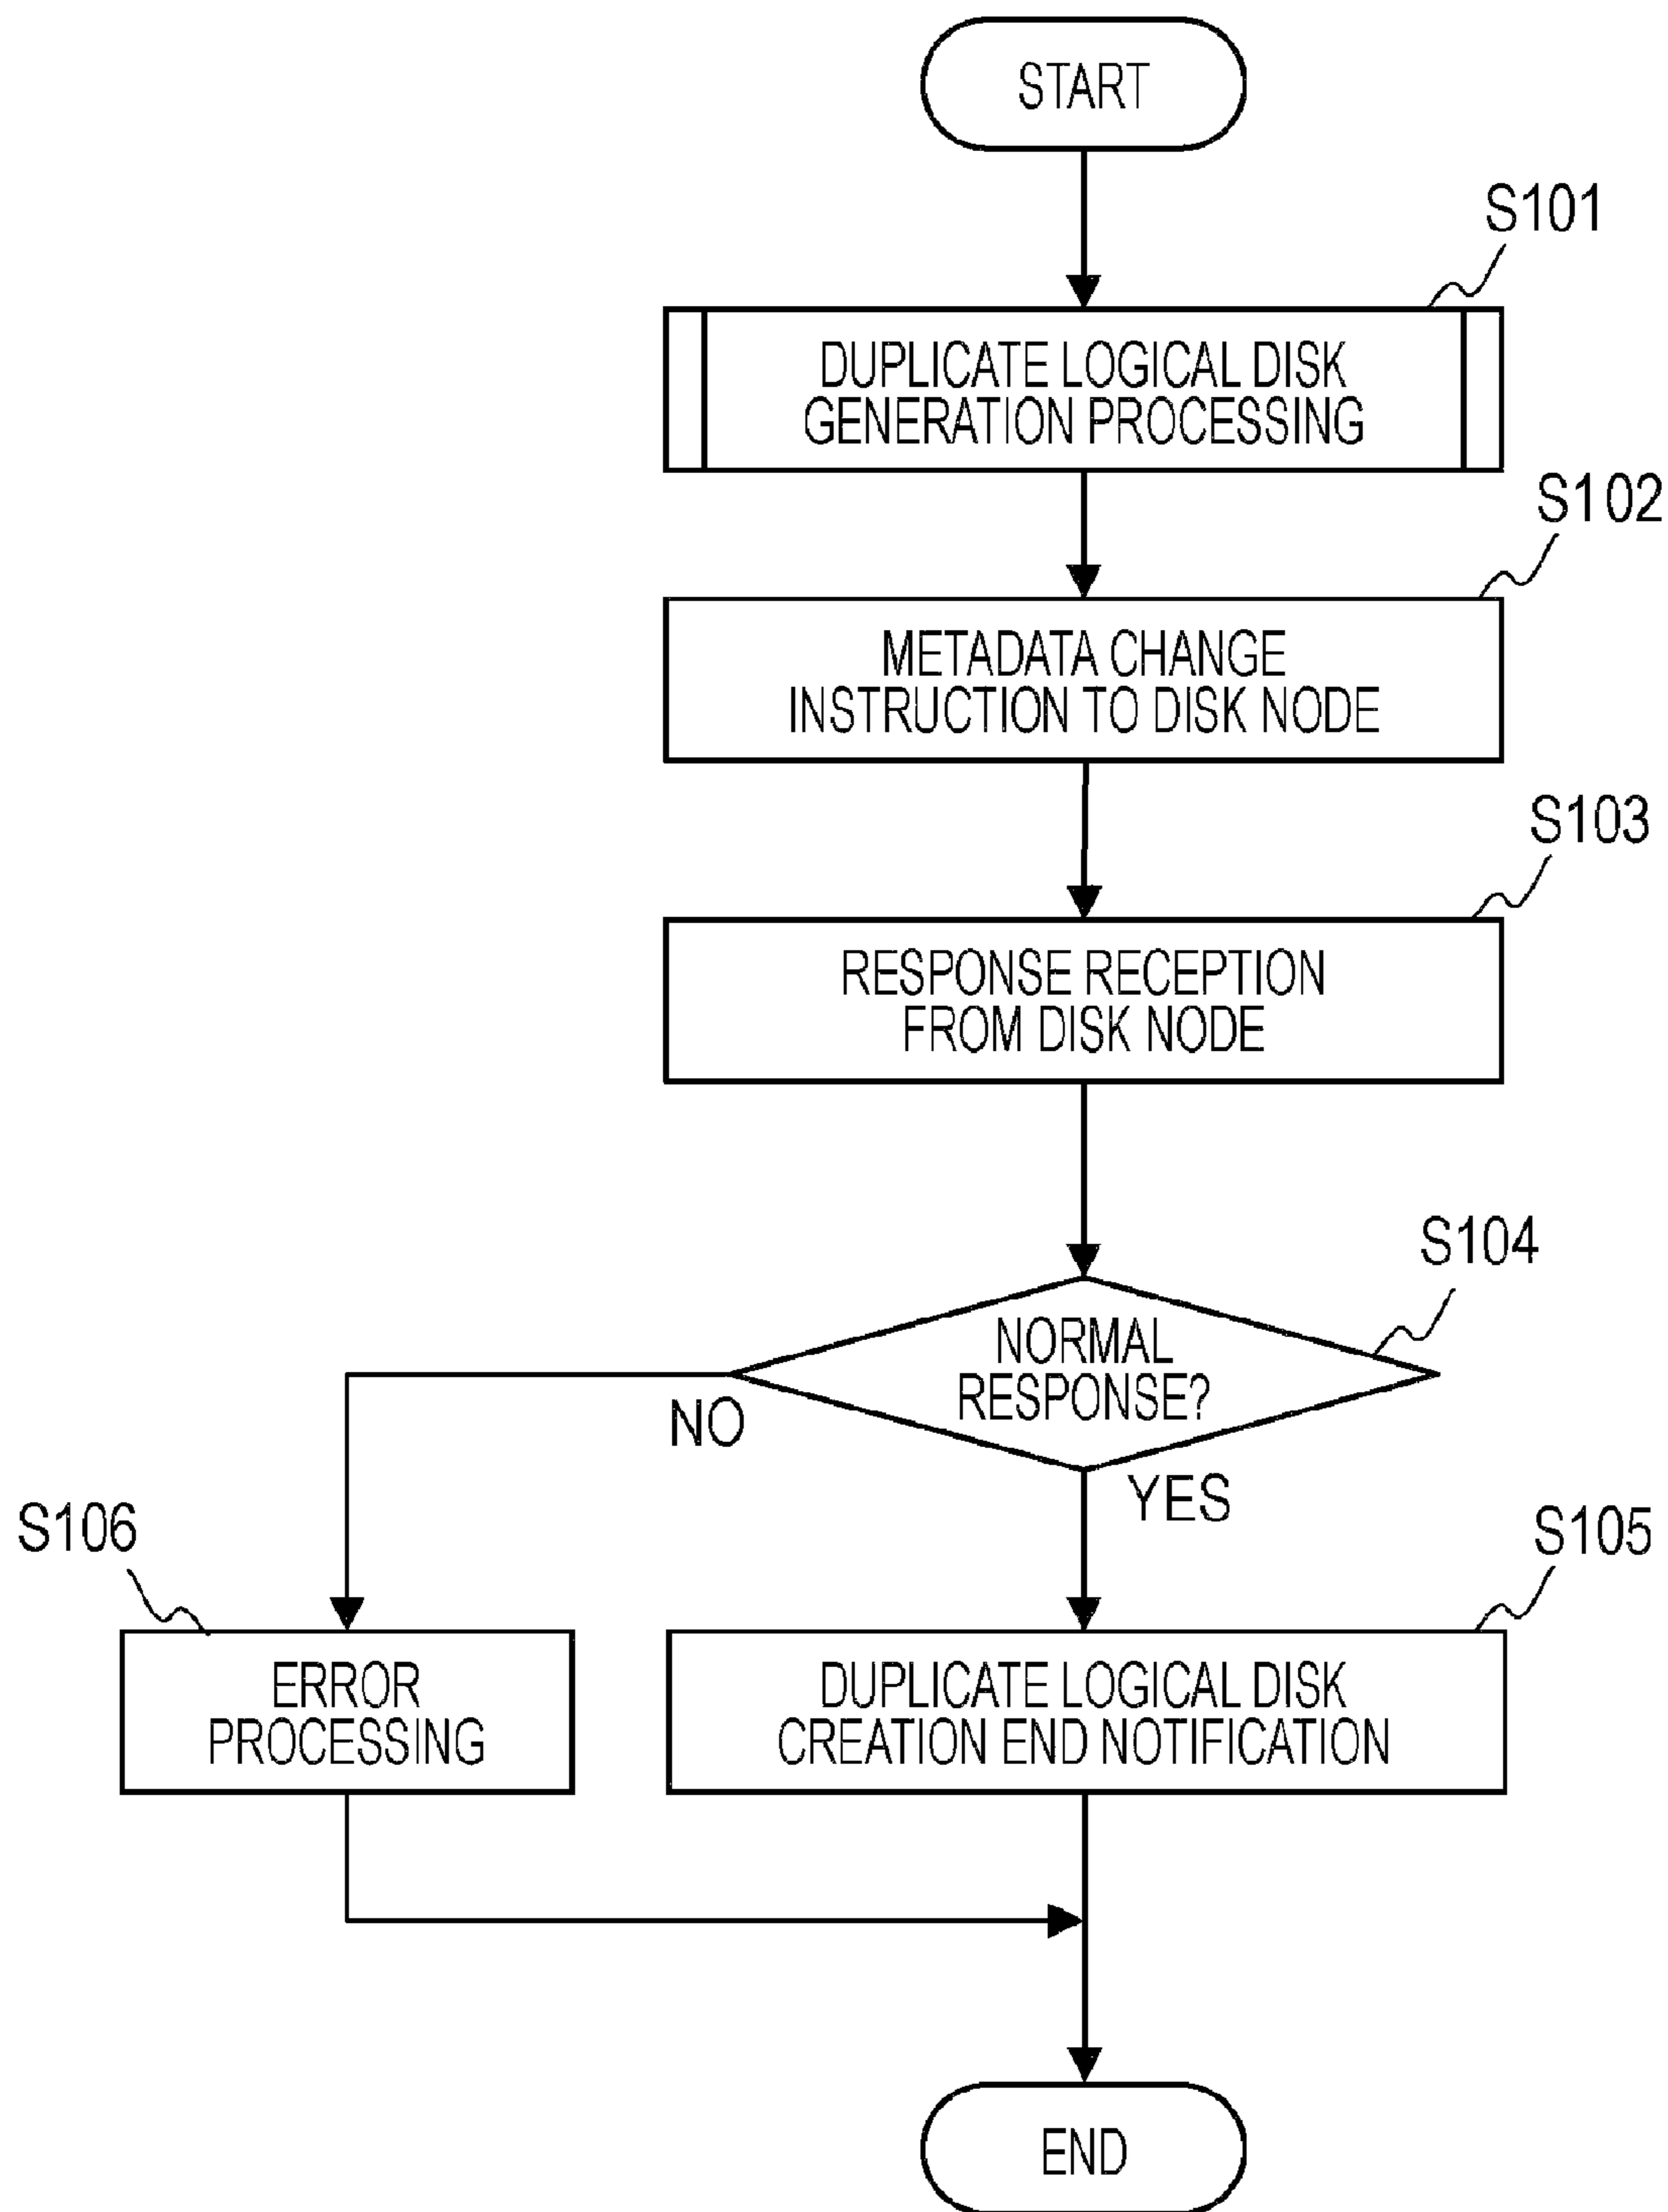 START
S101
DUPLICATE LOGICAL DISK
GENERATION PROCESSING
S102
METADATA CHANGE
INSTRUCTION TO DISK NODE
S103
RESPONSE RECEPTION
FROM DISK NODE
S104
NORMAL
RESPONSE?
NO
YES
S106
S105
ERROR
PROCESSING
DUPLICATE LOGICAL DISK
CREATION END NOTIFICATION
END